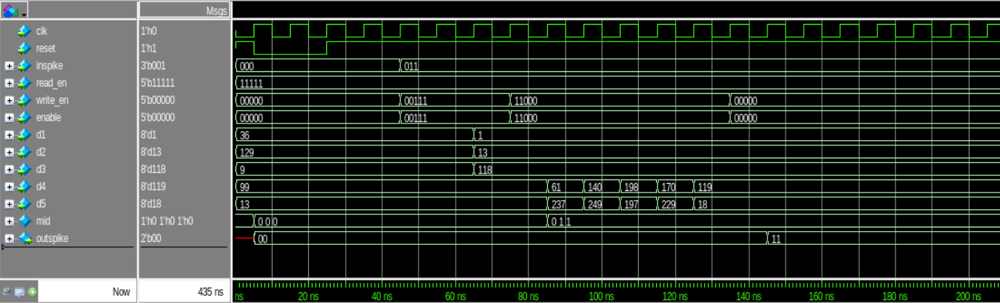 Msgs
clk 1'h0
reset 1'h1
inspike 3'b001 000 011
read_en 5'b11111 11111
write_en 5'b00000 00000 00111 11000 00000
enable 5'b00000 00000 00111 11000 00000
d1 8'd1 36 1
d2 8'd13 129 13
d3 8'd118 9 118
d4 8'd119 99 61 140 198 170 119
d5 8'd18 13 237 249 197 229 18
mid 1'h0 1'h0 1'h0 0 0 0 0 1 1
outspike 2'b00 00 11
Now 435 ns ns 20 ns 40 ns 60 ns 80 ns 100 ns 120 ns 140 ns 160 ns 180 ns 200 ns